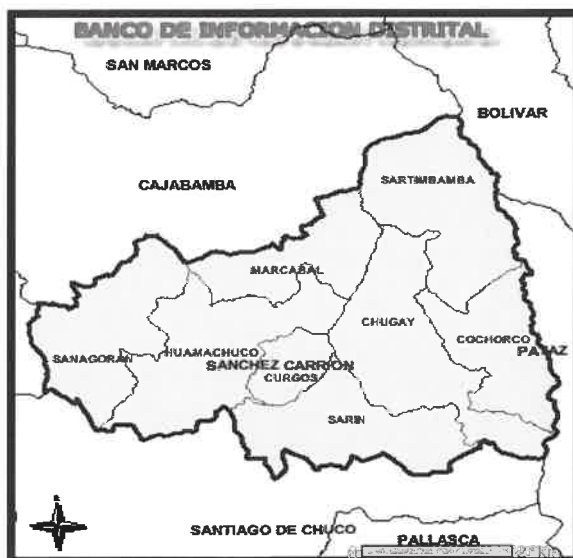 BANCO DE INFORMACION DISTRITAL
SAN MARCOS
BOLIVAR
CAJABAMBA
SARTIMBAMBA
MARCABAL
CHUGAY
COCHORCO
PATAZ
SANAGORAN
HUAMACHUCO
SANCHEZ CARRION
CURGOS
SARIN
SANTIAGO DE CHUCO
PALLASCA